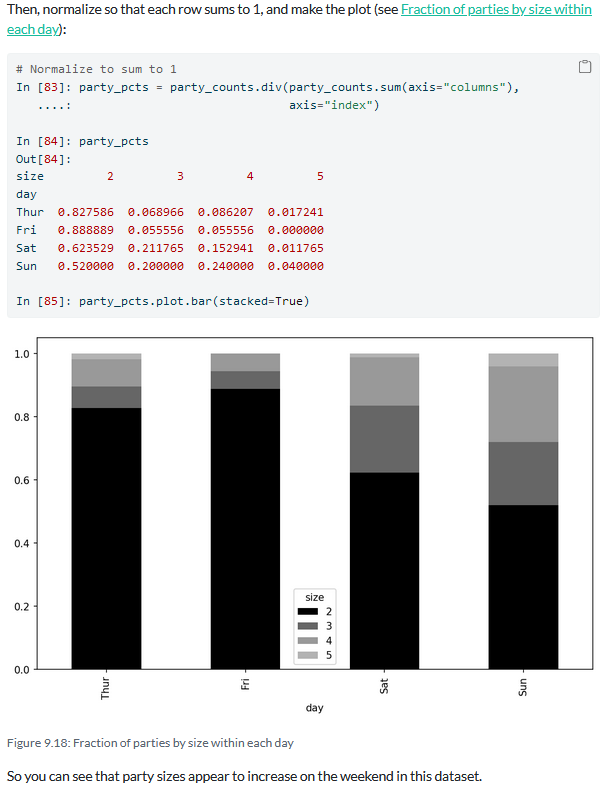 Then, normalize so that each row sums to 1, and make the plot (see Fraction of parties by size within
each day):
# Normalize to sum to 1
In [83]: party_pcts = party_counts.div(party_counts.sum(axis="columns"),
   ....:                               axis="index")
In [84]: party_pcts
Out[84]:
size         2         3         4         5
day
Thur  0.827586  0.068966  0.086207  0.017241
Fri   0.888889  0.055556  0.055556  0.000000
Sat   0.623529  0.211765  0.152941  0.011765
Sun   0.520000  0.200000  0.240000  0.040000
In [85]: party_pcts.plot.bar(stacked=True)
1.0
0.8
0.6
0.4
0.2
0.0
size
2
3
4
5
Thur
Fri
Sat
Sun
day
Figure 9.18: Fraction of parties by size within each day
So you can see that party sizes appear to increase on the weekend in this dataset.